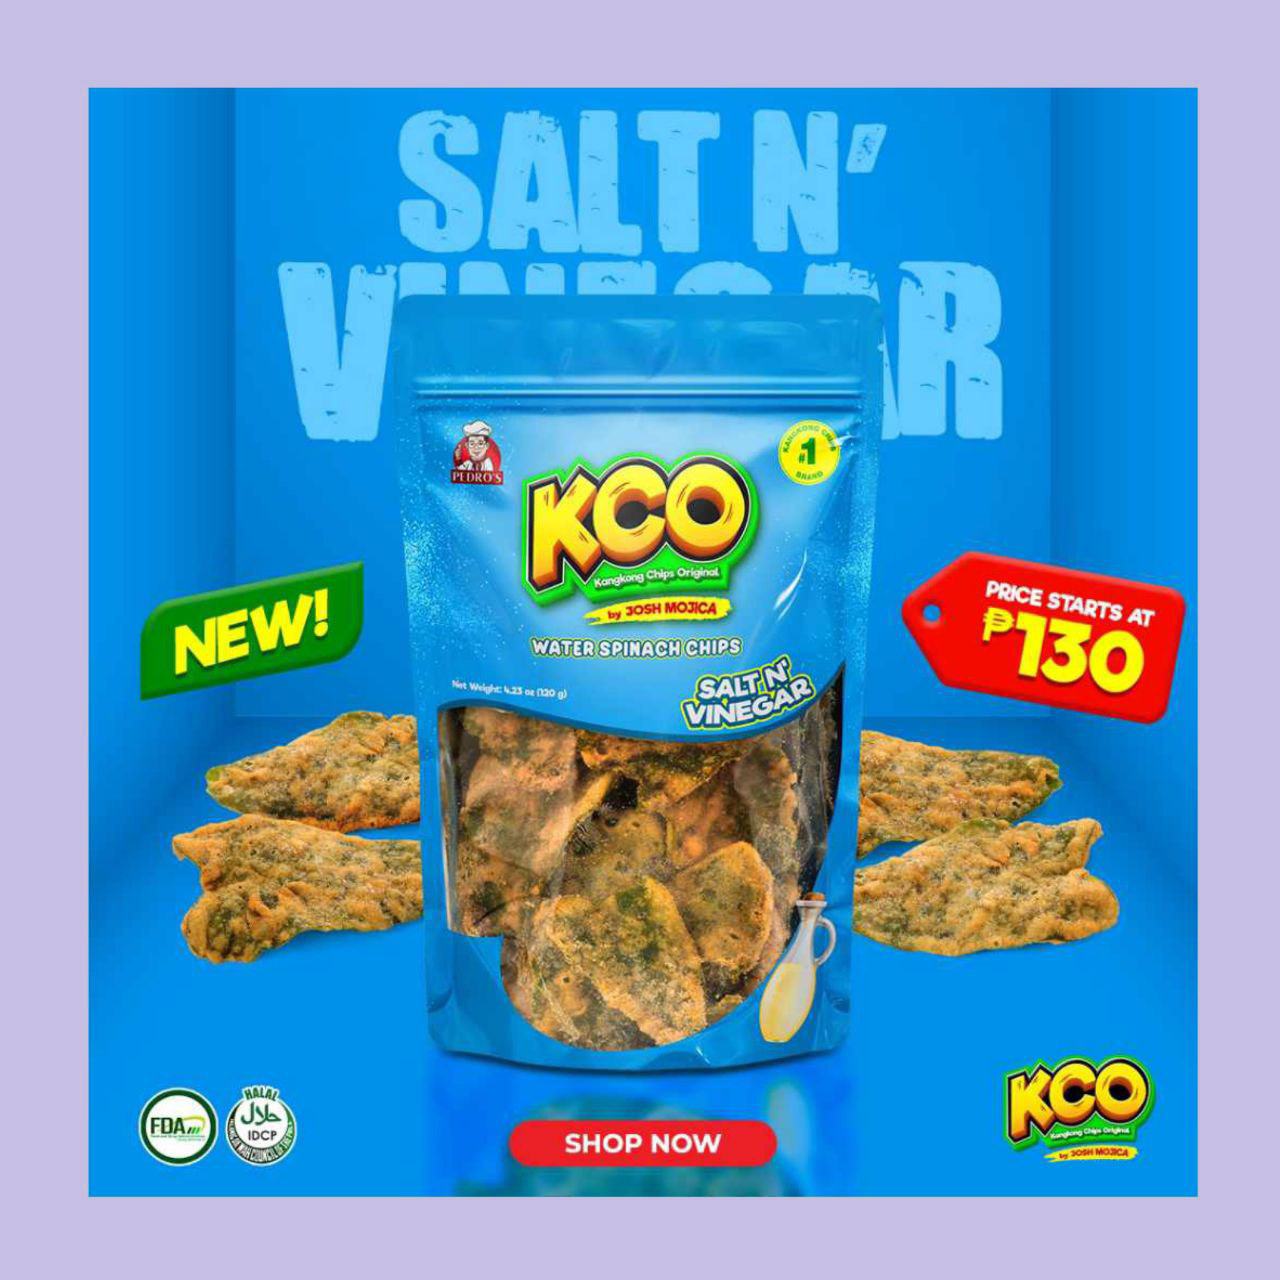 SALT N'
VINEGAR
PEDRO'S
KANGKONG CHIPS
#1
BRAND
KCO
Kangkong Chips Original
by JOSH MOJICA
WATER SPINACH CHIPS
Net Weight: 4.23 oz (120 g)
SALT N'
VINEGAR
NEW!
PRICE STARTS AT
₱130
FDA
HALAL
حلال
IDCP
SHOP NOW
KCO
Kangkong Chips Original
by JOSH MOJICA